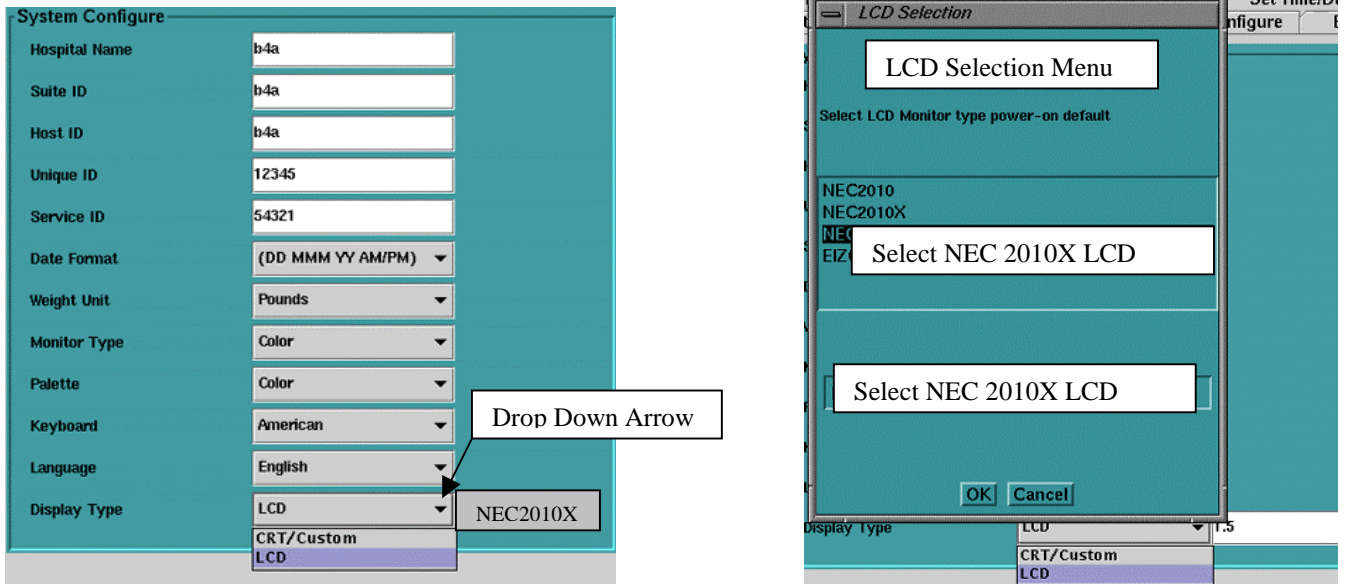 System Configure
Hospital Name b4a
Suite ID b4a
Host ID b4a
Unique ID 12345
Service ID 54321
Date Format (DD MMM YY AM/PM)
Weight Unit Pounds
Monitor Type Color
Palette Color
Keyboard American
Drop Down Arrow
Language English
Display Type LCD
NEC2010X
CRT/Custom
LCD
LCD Selection
nfigure
LCD Selection Menu
Select LCD Monitor type power-on default
NEC2010
NEC2010X
NEC
EIZ
Select NEC 2010X LCD
Select NEC 2010X LCD
OK Cancel
Display Type LCD 1.5
CRT/Custom
LCD